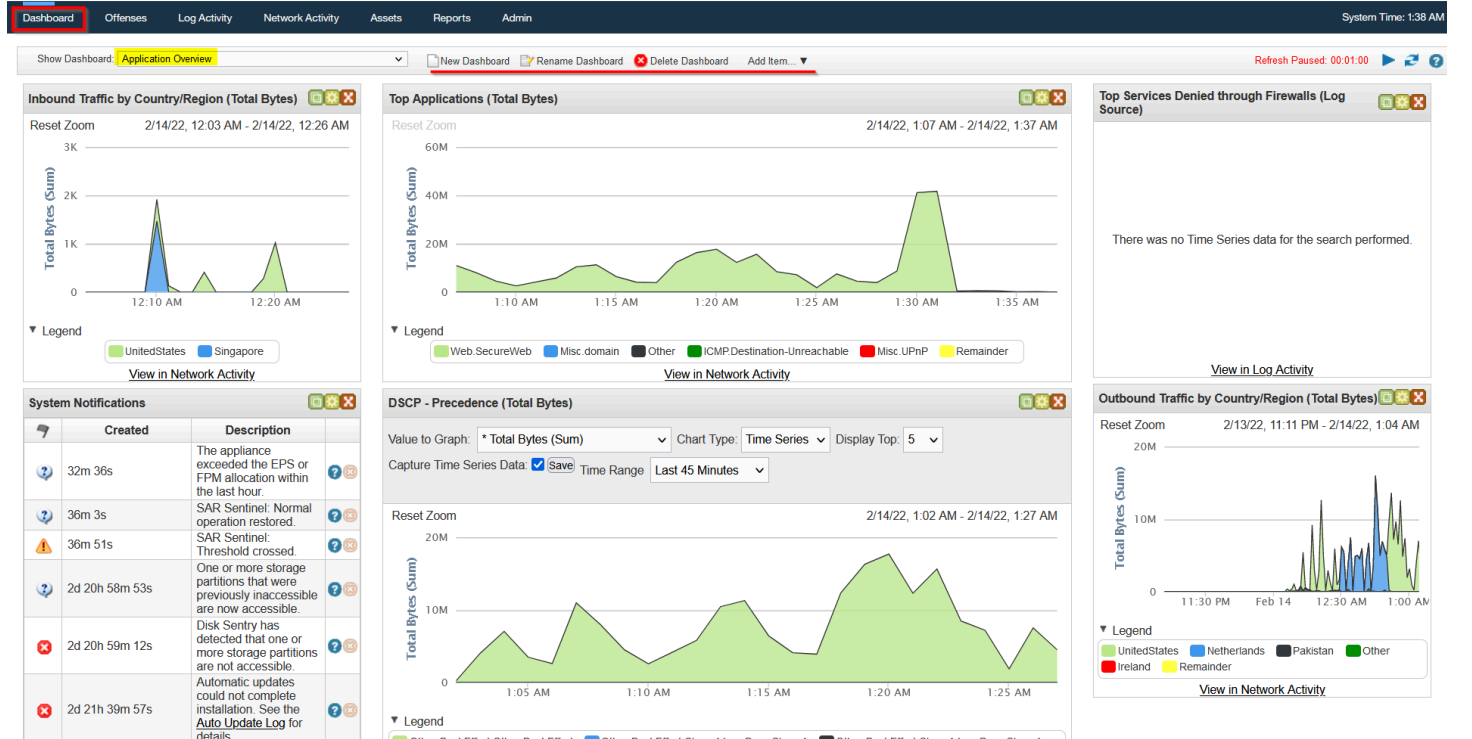 Dashboard Offenses Log Activity Network Activity Assets Reports Admin System Time: 1:38 AM
Show Dashboard: Application Overview New Dashboard Rename Dashboard Delete Dashboard Add Item... ▼ Refresh Paused: 00:01:00
Inbound Traffic by Country/Region (Total Bytes)
Reset Zoom 2/14/22, 12:03 AM - 2/14/22, 12:26 AM
Total Bytes (Sum)
3K
2K
1K
0
12:10 AM 12:20 AM
▼ Legend
UnitedStates Singapore
View in Network Activity
Top Applications (Total Bytes)
Reset Zoom 2/14/22, 1:07 AM - 2/14/22, 1:37 AM
Total Bytes (Sum)
60M
40M
20M
0
1:10 AM 1:15 AM 1:20 AM 1:25 AM 1:30 AM 1:35 AM
▼ Legend
Web.SecureWeb Misc.domain Other ICMP.Destination-Unreachable Misc.UPnP Remainder
View in Network Activity
Top Services Denied through Firewalls (Log
Source)
There was no Time Series data for the search performed.
View in Log Activity
System Notifications
Created Description
32m 36s
The appliance
exceeded the EPS or
FPM allocation within
the last hour.
36m 3s
SAR Sentinel: Normal
operation restored.
36m 51s
SAR Sentinel:
Threshold crossed.
2d 20h 58m 53s
One or more storage
partitions that were
previously inaccessible
are now accessible.
2d 20h 59m 12s
Disk Sentry has
detected that one or
more storage partitions
are not accessible.
2d 21h 39m 57s
Automatic updates
could not complete
installation. See the
Auto Update Log for
details.
DSCP - Precedence (Total Bytes)
Value to Graph: * Total Bytes (Sum) Chart Type: Time Series Display Top: 5
Capture Time Series Data: Save Time Range Last 45 Minutes
Reset Zoom 2/14/22, 1:02 AM - 2/14/22, 1:27 AM
Total Bytes (Sum)
20M
10M
0
1:05 AM 1:10 AM 1:15 AM 1:20 AM 1:25 AM
▼ Legend
Outbound Traffic by Country/Region (Total Bytes)
Reset Zoom 2/13/22, 11:11 PM - 2/14/22, 1:04 AM
Total Bytes (Sum)
20M
10M
0
11:30 PM Feb 14 12:30 AM 1:00 AM
▼ Legend
UnitedStates Netherlands Pakistan Other
Ireland Remainder
View in Network Activity